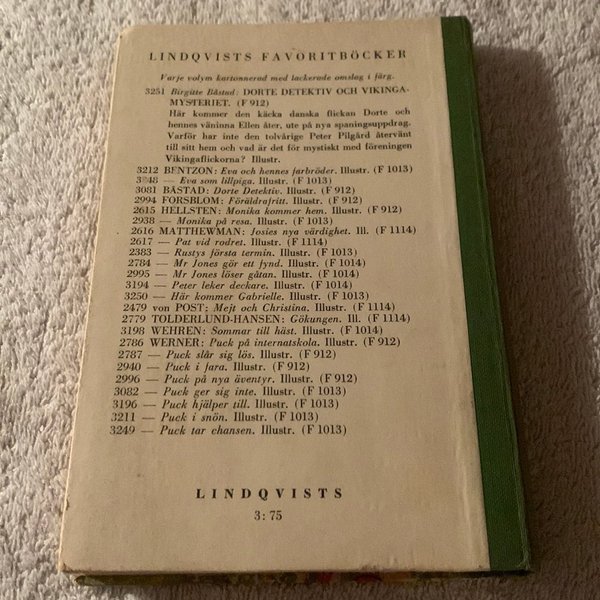 LINDQVISTS FAVORITBÖCKER
Varje volym kartonnerad med lackerade omslag i färg.
3251 Birgitte Båstad: DORTE DETEKTIV OCH VIKINGA-
MYSTERIET. (F 912)
Här kommer den käcka danska flickan Dorte och
hennes väninna Ellen åter, ute på nya spaningsuppdrag.
Varför har inte den tolvårige Peter Pilgård återvänt
till sitt hem och vad är det för mystiskt med föreningen
Vikingaflickorna? Illustr.
3212 BENTZON: Eva och hennes farbröder. Illustr. (F 1013)
3048 — Eva som lillpiga. Illustr. (F 1013)
3081 BÅSTAD: Dorte Detektiv. Illustr. (F 912)
2994 FORSBLOM: Föräldrafritt. Illustr. (F 912)
2615 HELLSTEN: Monika kommer hem. Illustr. (F 912)
2938 — Monika på resa. Illustr. (F 1013)
2616 MATTHEWMAN: Josies nya värdighet. Ill. (F 1114)
2617 — Pat vid rodret. Illustr. (F 1114)
2383 — Rustys första termin. Illustr. (F 1013)
2784 — Mr Jones gör ett fynd. Illustr. (F 1014)
2995 — Mr Jones löser gåtan. Illustr. (F 1014)
3194 — Peter leker deckare. Illustr. (F 1014)
3250 — Här kommer Gabrielle. Illustr. (F 1013)
2479 von POST; Mejt och Christina. Illustr. (F 1114)
2779 TOLDERLUND-HANSEN: Gökungen. Ill. (F 1114)
3198 WEHREN: Sommar till häst. Illustr. (F 1014)
2786 WERNER: Puck på internatskola. Illustr. (F 912)
2787 — Puck slår sig lös. Illustr. (F 912)
2940 — Puck i fara. Illustr. (F 912)
2996 — Puck på nya äventyr. Illustr. (F 912)
3082 — Puck ger sig inte. Illustr. (F 1013)
3196 — Puck hjälper till. Illustr. (F 1013)
3211 — Puck i snön. Illustr. (F 1013)
3249 — Puck tar chansen. Illustr. (F 1013)
LINDQVISTS
3:75